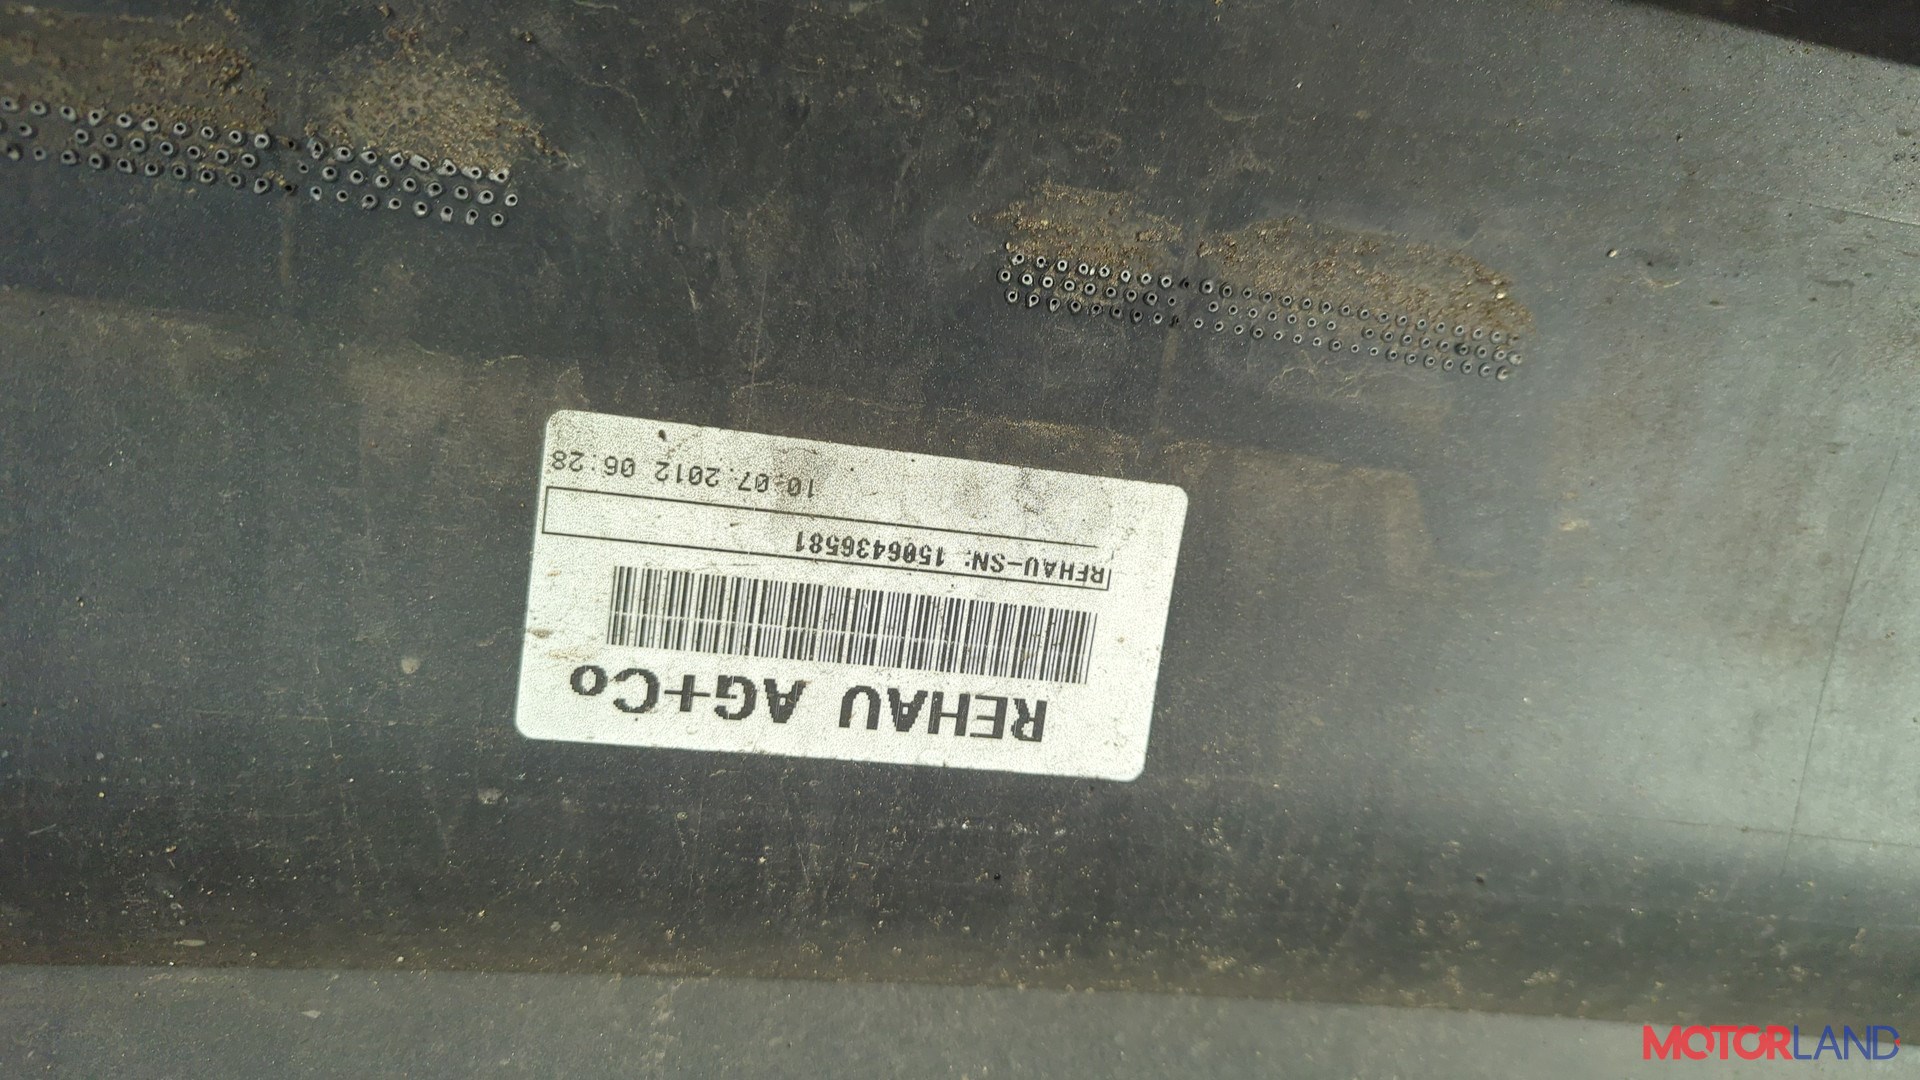 REHAU AG+Co
REHAU-SN: 1506436581
10.07.2012 06:28
MOTORLAND